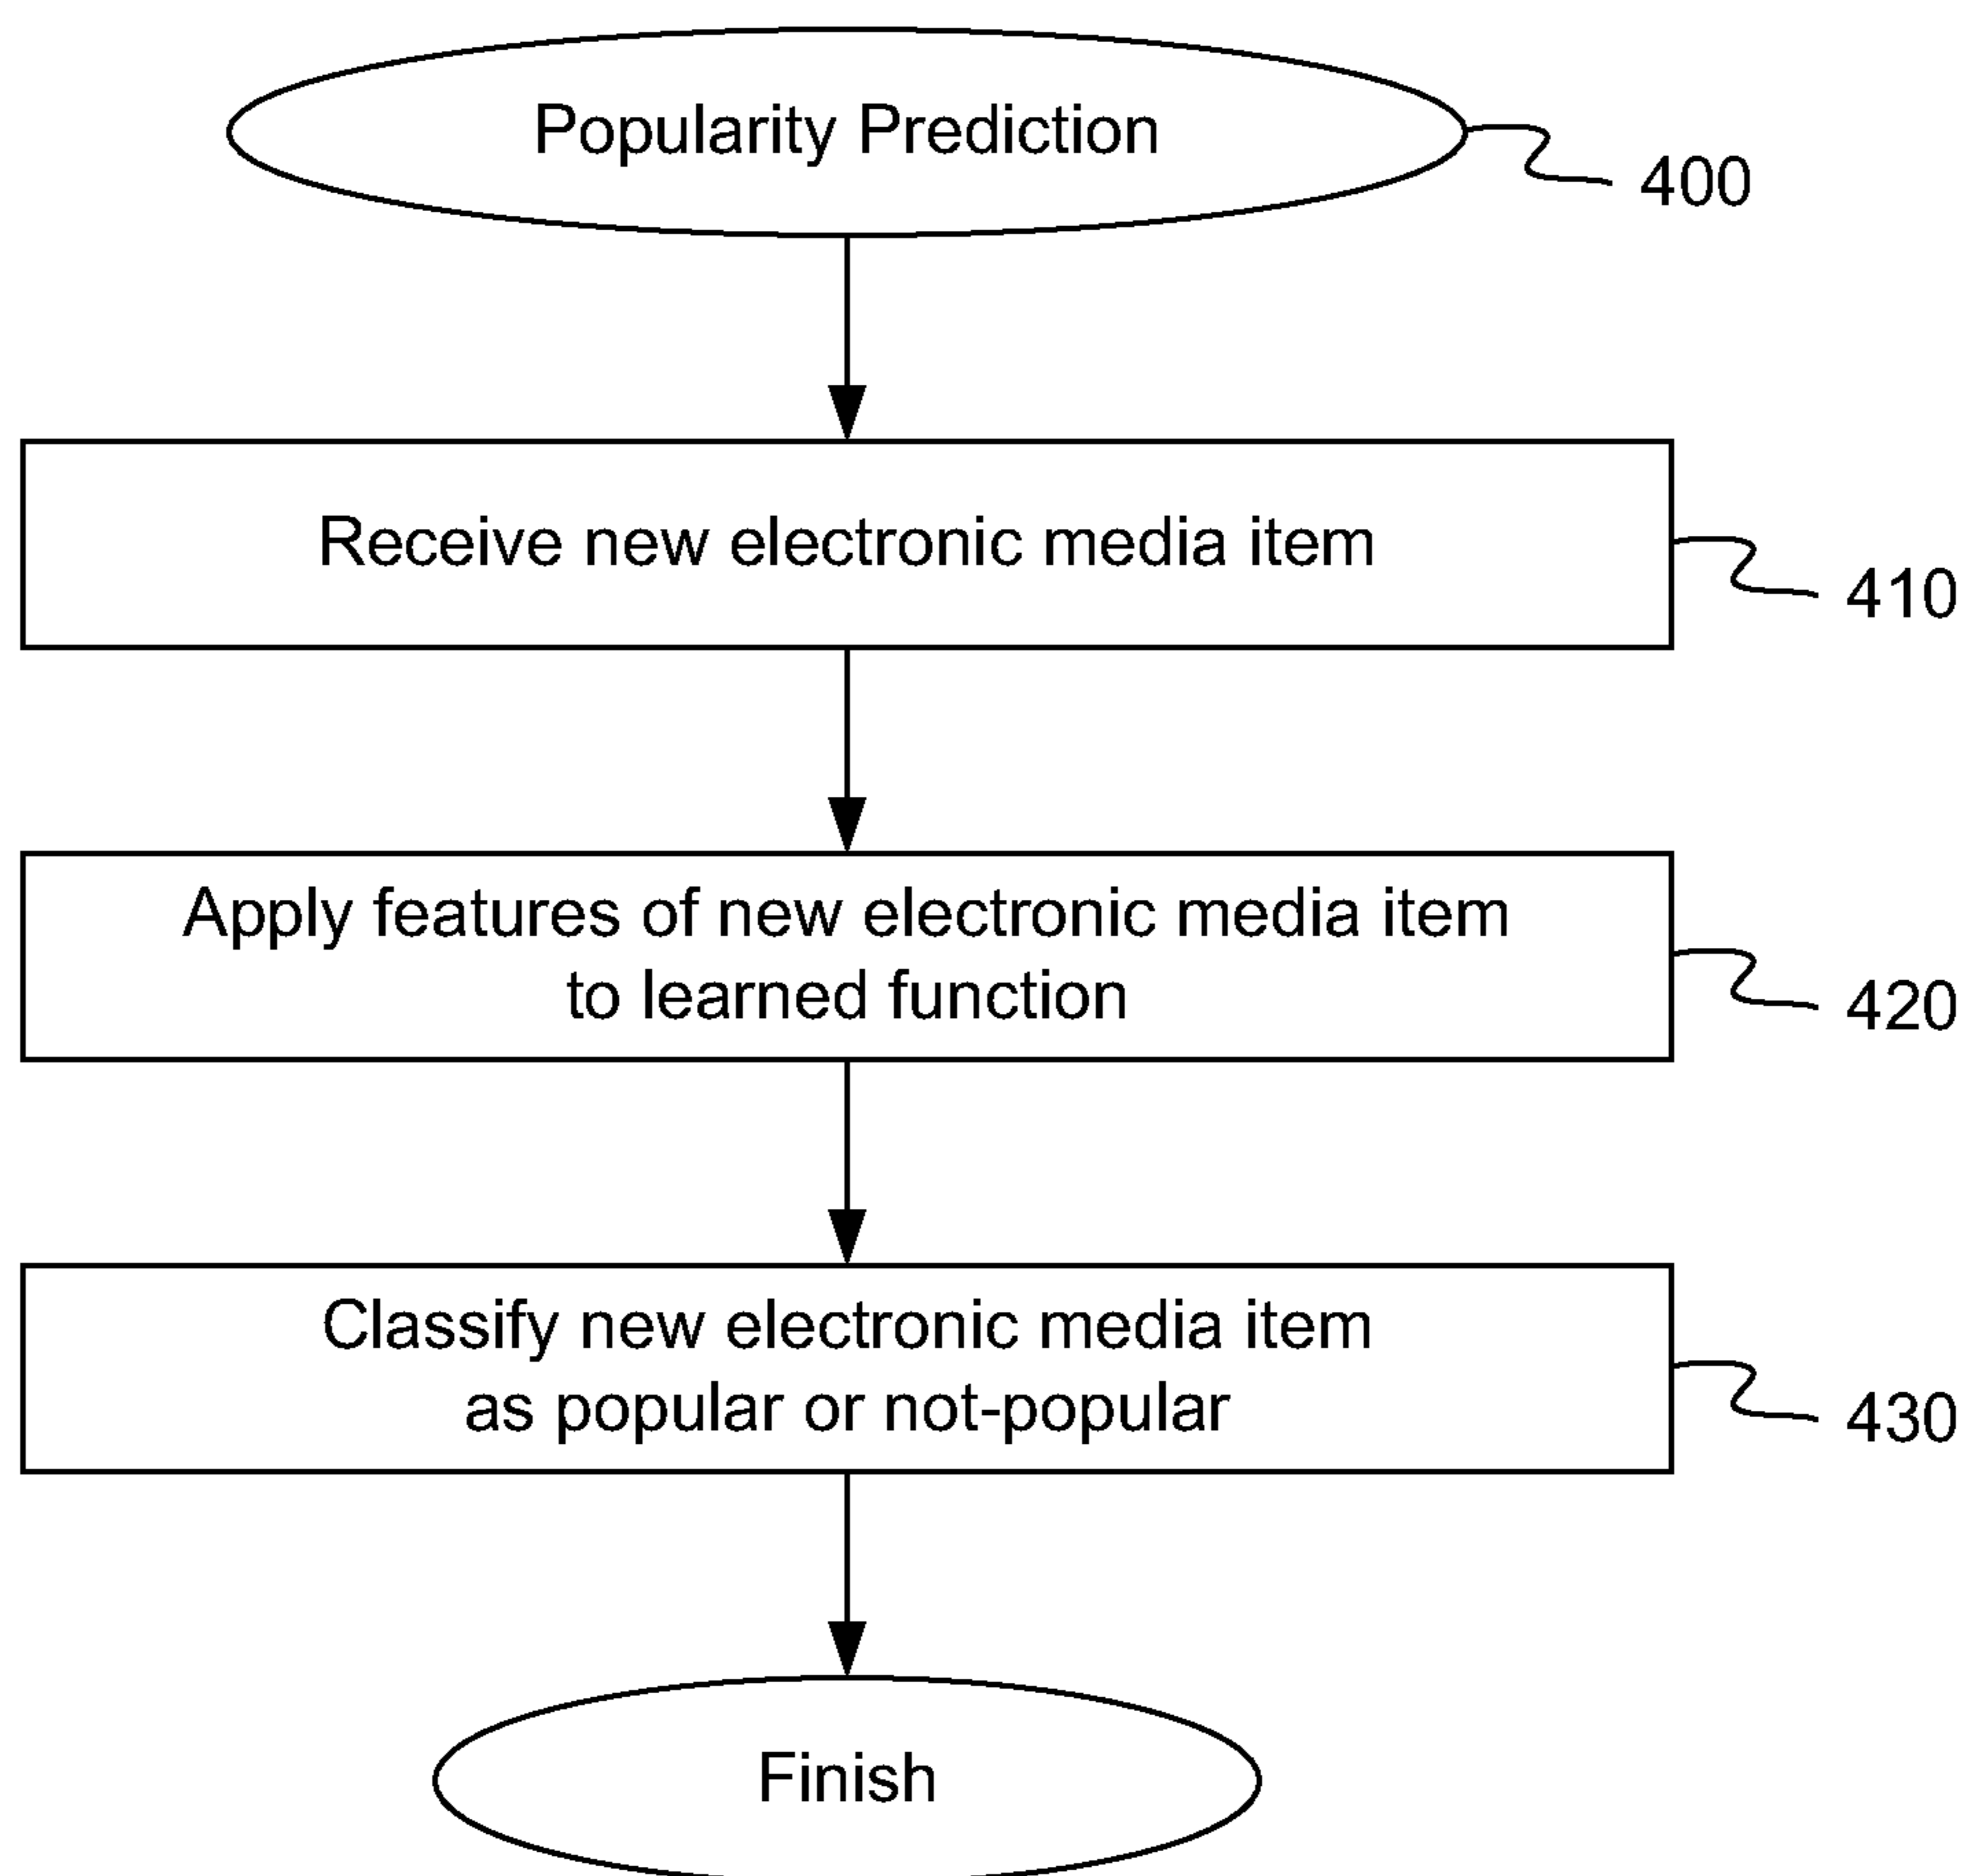 Popularity Prediction
400
Receive new electronic media item
410
Apply features of new electronic media item
to learned function
420
Classify new electronic media item
as popular or not-popular
430
Finish